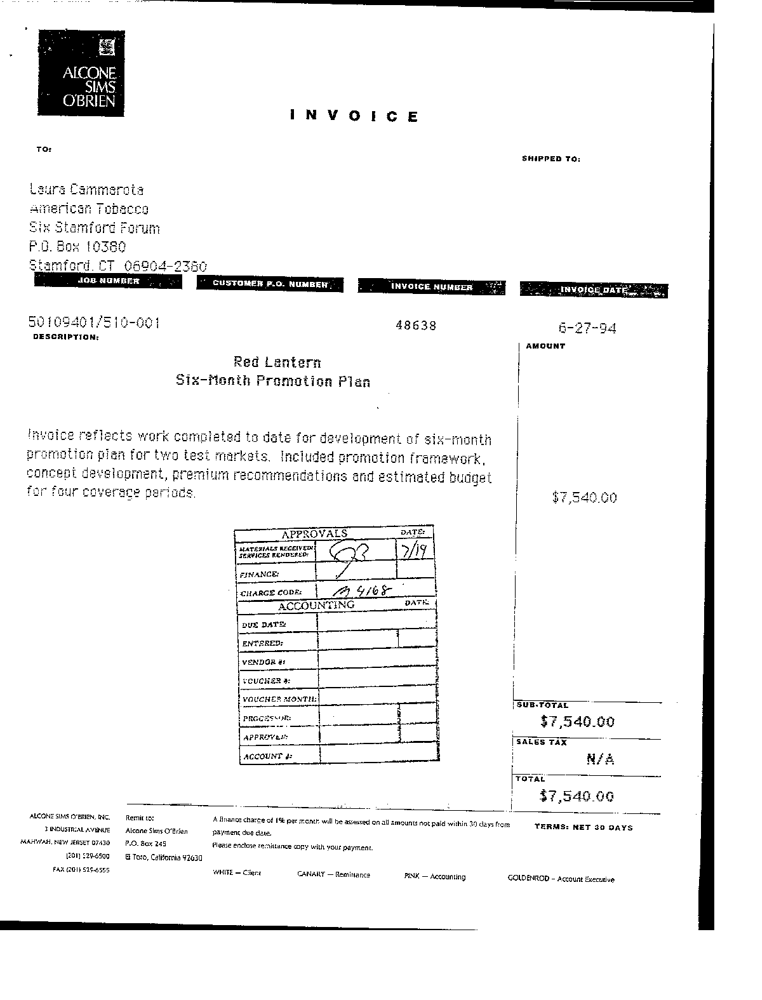 ALCONE
SIMS
O'BRIEN
INVOICE
TO:
SHIPPED TO:
Laura Cammarota
American Tobacco
Six Stamford Forum
P.O. Box 10380
Stamford, CT 06904-2380
JOB NUMBER CUSTOMER P.O. NUMBER INVOICE NUMBER INVOICE DATE
50109401/510-001 48638 6-27-94
DESCRIPTION: AMOUNT
Red Lantern
Six-Month Promotion Plan
Invoice reflects work completed to date for development of six-month
promotion plan for two test markets. Included promotion framework,
concept development, premium recommendations and estimated budget
for four coverage periods. $7,540.00
APPROVALS DATE:
MATERIALS RECEIVED/
SERVICES RENDERED: 7/19
FINANCE:
CHARGE CODE: 4168
ACCOUNTING DATE:
DUE DATE:
ENTERED:
VENDOR #:
VOUCHER #:
VOUCHER MONTH:
PROCESSOR:
APPROVER:
ACCOUNT #:
SUB-TOTAL
$7,540.00
SALES TAX
N/A
TOTAL
$7,540.00
ALCONE SIMS O'BRIEN, INC.
3 INDUSTRIAL AVENUE
MAHWAH, NEW JERSEY 07430
(201) 529-6500
FAX (201) 529-6555
Remit to:
Alcone Sims O'Brien
P.O. Box 245
El Toro, California 92630
A finance charge of 1% per month will be assessed on all amounts not paid within 30 days from
payment due date.
Please enclose remittance copy with your payment.
TERMS: NET 30 DAYS
WHITE — Client CANARY — Remittance PINK — Accounting GOLDENROD — Account Executive